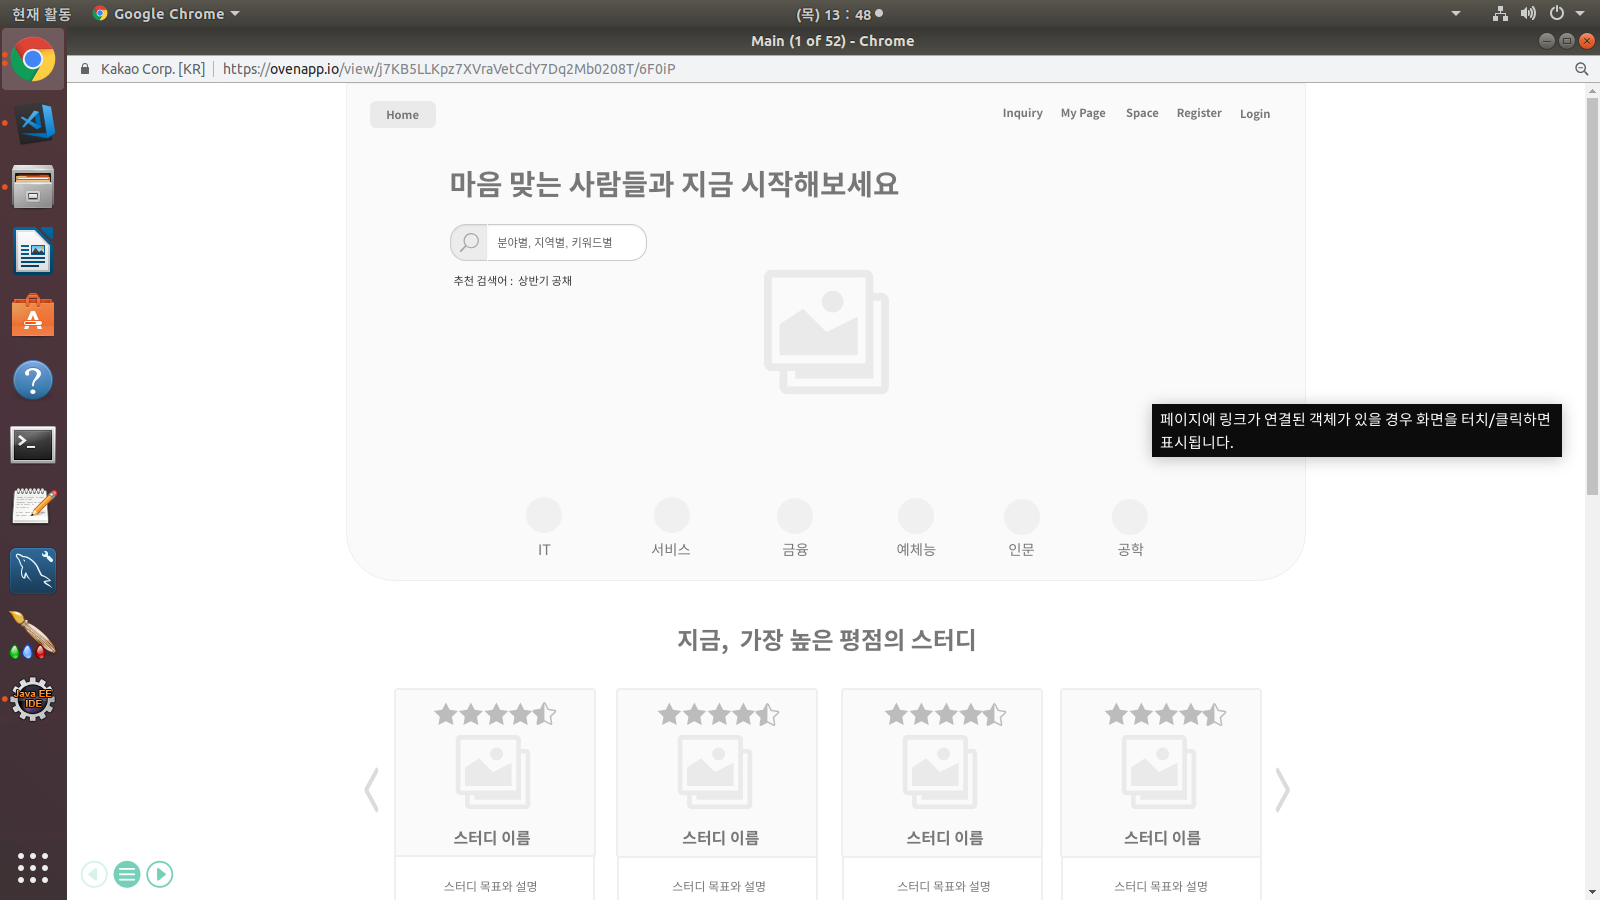 현재 활동
Google Chrome
(목) 13 : 48
Main (1 of 52) - Chrome
Kakao Corp. [KR]
https://ovenapp.io/view/j7KB5LLKpz7XVraVetCdY7Dq2Mb0208T/6F0iP
Home
Inquiry
My Page
Space
Register
Login
마음 맞는 사람들과 지금 시작해보세요
분야별, 지역별, 키워드별
추천 검색어 : 상반기 공채
페이지에 링크가 연결된 객체가 있을 경우 화면을 터치/클릭하면
표시됩니다.
IT
서비스
금융
예체능
인문
공학
지금, 가장 높은 평점의 스터디
스터디 이름
스터디 이름
스터디 이름
스터디 이름
스터디 목표와 설명
스터디 목표와 설명
스터디 목표와 설명
스터디 목표와 설명
Java EE
IDE